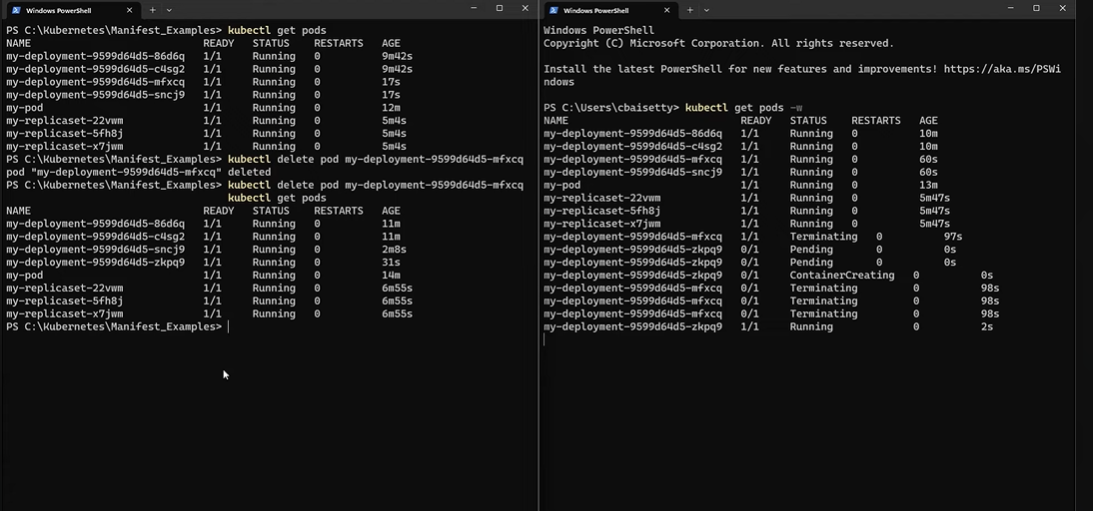 Windows PowerShell
PS C:\Kubernetes\Manifest_Examples> kubectl get pods
NAME READY STATUS RESTARTS AGE
my-deployment-9599d64d5-86d6q 1/1 Running 0 9m42s
my-deployment-9599d64d5-c4sg2 1/1 Running 0 9m42s
my-deployment-9599d64d5-mfxcq 1/1 Running 0 17s
my-deployment-9599d64d5-sncj9 1/1 Running 0 17s
my-pod 1/1 Running 0 12m
my-replicaset-22vwm 1/1 Running 0 5m4s
my-replicaset-5fh8j 1/1 Running 0 5m4s
my-replicaset-x7jwm 1/1 Running 0 5m4s
PS C:\Kubernetes\Manifest_Examples> kubectl delete pod my-deployment-9599d64d5-mfxcq
pod "my-deployment-9599d64d5-mfxcq" deleted
PS C:\Kubernetes\Manifest_Examples> kubectl delete pod my-deployment-9599d64d5-mfxcq
kubectl get pods
NAME READY STATUS RESTARTS AGE
my-deployment-9599d64d5-86d6q 1/1 Running 0 11m
my-deployment-9599d64d5-c4sg2 1/1 Running 0 11m
my-deployment-9599d64d5-sncj9 1/1 Running 0 2m8s
my-deployment-9599d64d5-zkpq9 1/1 Running 0 31s
my-pod 1/1 Running 0 14m
my-replicaset-22vwm 1/1 Running 0 6m55s
my-replicaset-5fh8j 1/1 Running 0 6m55s
my-replicaset-x7jwm 1/1 Running 0 6m55s
PS C:\Kubernetes\Manifest_Examples>
Windows PowerShell
Windows PowerShell
Copyright (C) Microsoft Corporation. All rights reserved.
Install the latest PowerShell for new features and improvements! https://aka.ms/PSWi
ndows
PS C:\Users\cbaisetty> kubectl get pods -w
NAME READY STATUS RESTARTS AGE
my-deployment-9599d64d5-86d6q 1/1 Running 0 10m
my-deployment-9599d64d5-c4sg2 1/1 Running 0 10m
my-deployment-9599d64d5-mfxcq 1/1 Running 0 60s
my-deployment-9599d64d5-sncj9 1/1 Running 0 60s
my-pod 1/1 Running 0 13m
my-replicaset-22vwm 1/1 Running 0 5m47s
my-replicaset-5fh8j 1/1 Running 0 5m47s
my-replicaset-x7jwm 1/1 Running 0 5m47s
my-deployment-9599d64d5-mfxcq 1/1 Terminating 0 97s
my-deployment-9599d64d5-zkpq9 0/1 Pending 0 0s
my-deployment-9599d64d5-zkpq9 0/1 Pending 0 0s
my-deployment-9599d64d5-zkpq9 0/1 ContainerCreating 0 0s
my-deployment-9599d64d5-mfxcq 0/1 Terminating 0 98s
my-deployment-9599d64d5-mfxcq 0/1 Terminating 0 98s
my-deployment-9599d64d5-mfxcq 0/1 Terminating 0 98s
my-deployment-9599d64d5-zkpq9 1/1 Running 0 2s